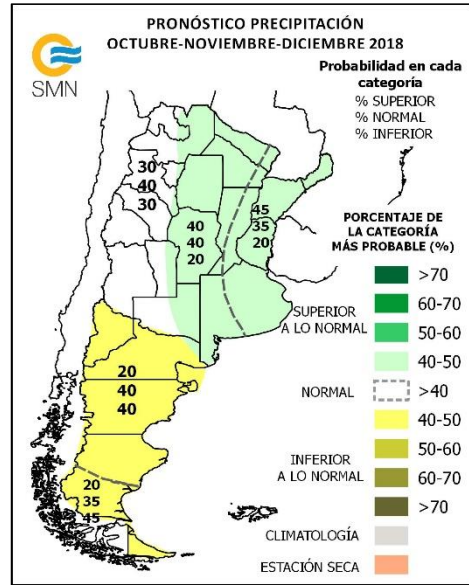 PRONÓSTICO PRECIPITACIÓN
OCTUBRE-NOVIEMBRE-DICIEMBRE 2018
SMN
Probabilidad en cada
categoría
% SUPERIOR
% NORMAL
% INFERIOR
30
40
30
40
40
20
45
35
20
20
40
40
20
35
45
PORCENTAJE DE
LA CATEGORÍA
MÁS PROBABLE (%)
>70
60-70
50-60
SUPERIOR
A LO NORMAL
40-50
NORMAL
>40
40-50
50-60
INFERIOR
A LO NORMAL
60-70
>70
CLIMATOLOGÍA
ESTACIÓN SECA